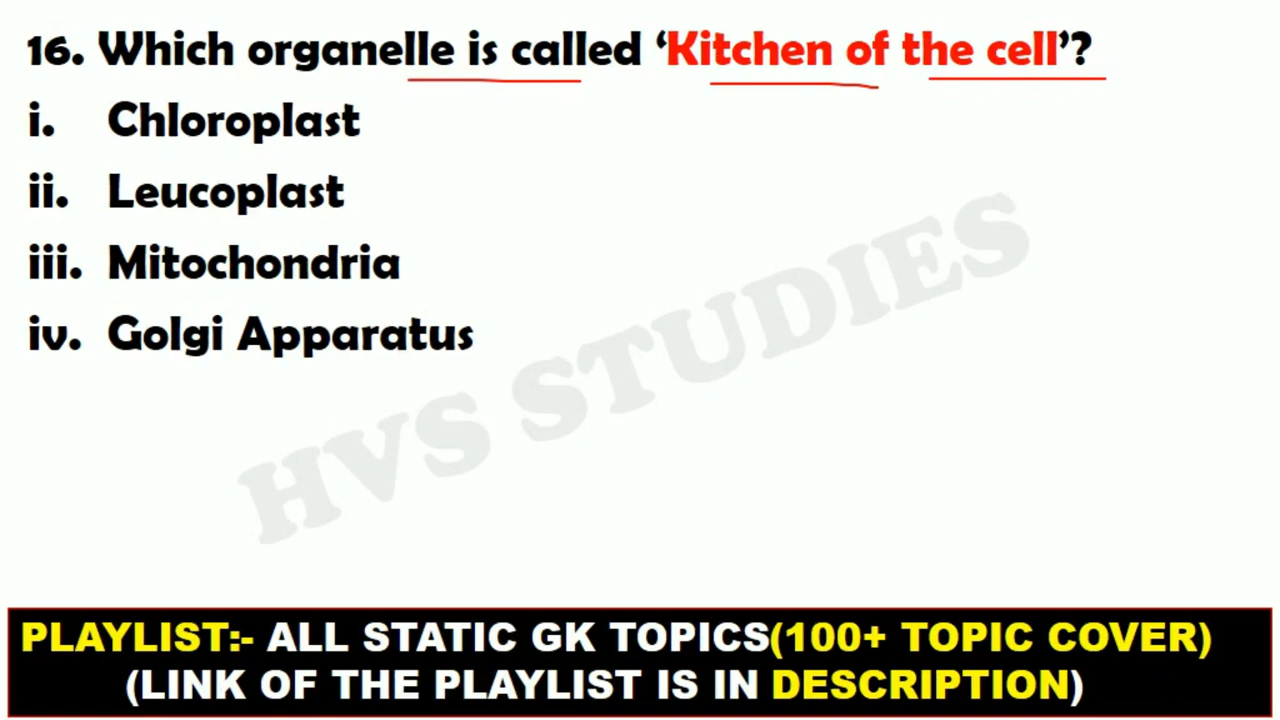 16. Which organelle is called ‘Kitchen of the cell’?
i. Chloroplast
ii. Leucoplast
iii. Mitochondria
iv. Golgi Apparatus
HVS STUDIES
PLAYLIST:- ALL STATIC GK TOPICS(100+ TOPIC COVER)
(LINK OF THE PLAYLIST IS IN DESCRIPTION)